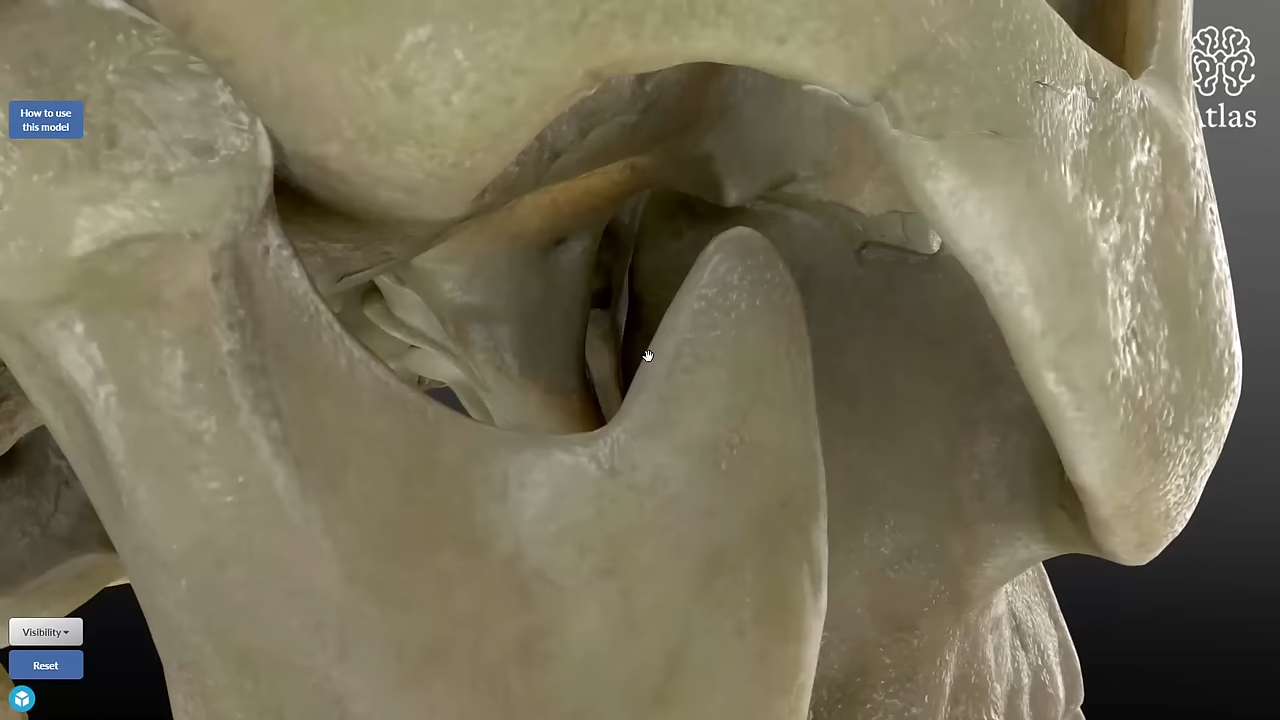 How to use
this model
Atlas
Visibility
Reset